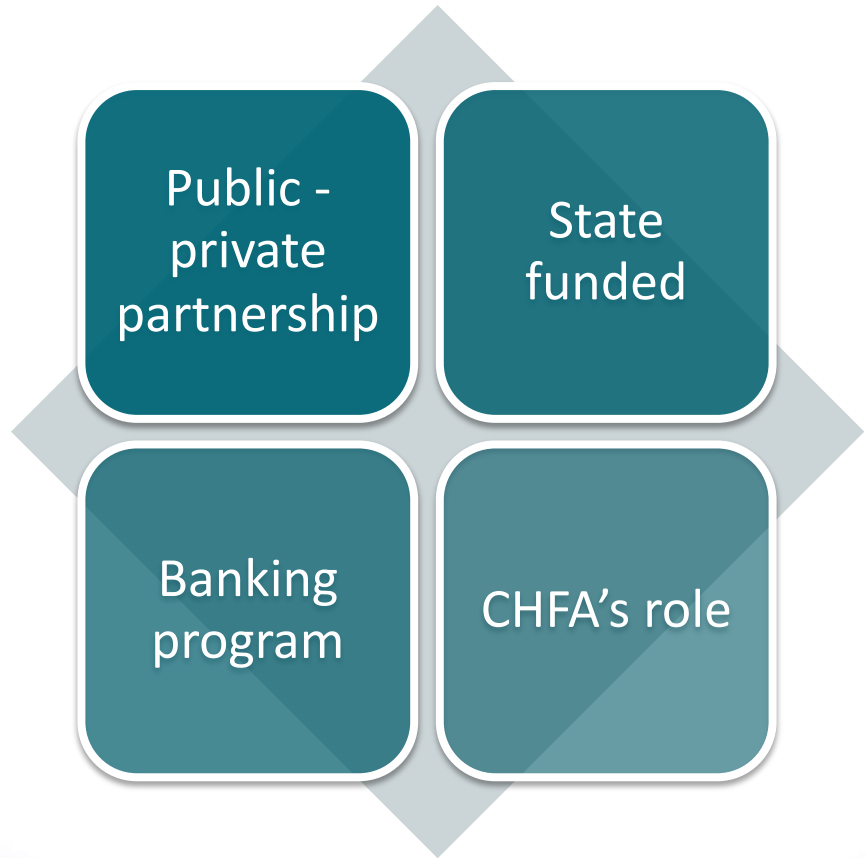 Public -
private
partnership
State
funded
Banking
program
CHFA’s role